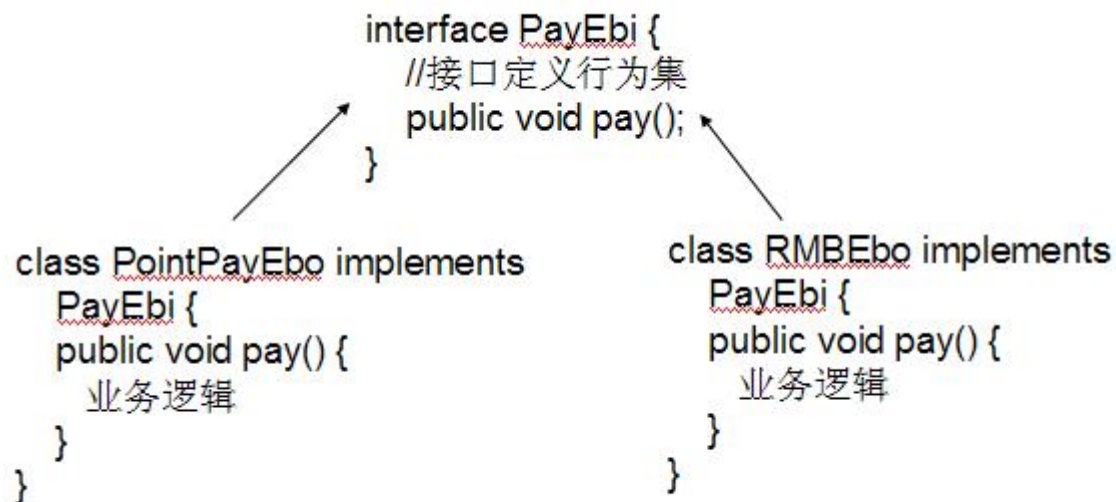 interface PayEbi {
//接口定义行为集
public void pay();
}
class PointPayEbo implements
PayEbi {
public void pay() {
业务逻辑
}
}
class RMBEbo implements
PayEbi {
public void pay() {
业务逻辑
}
}